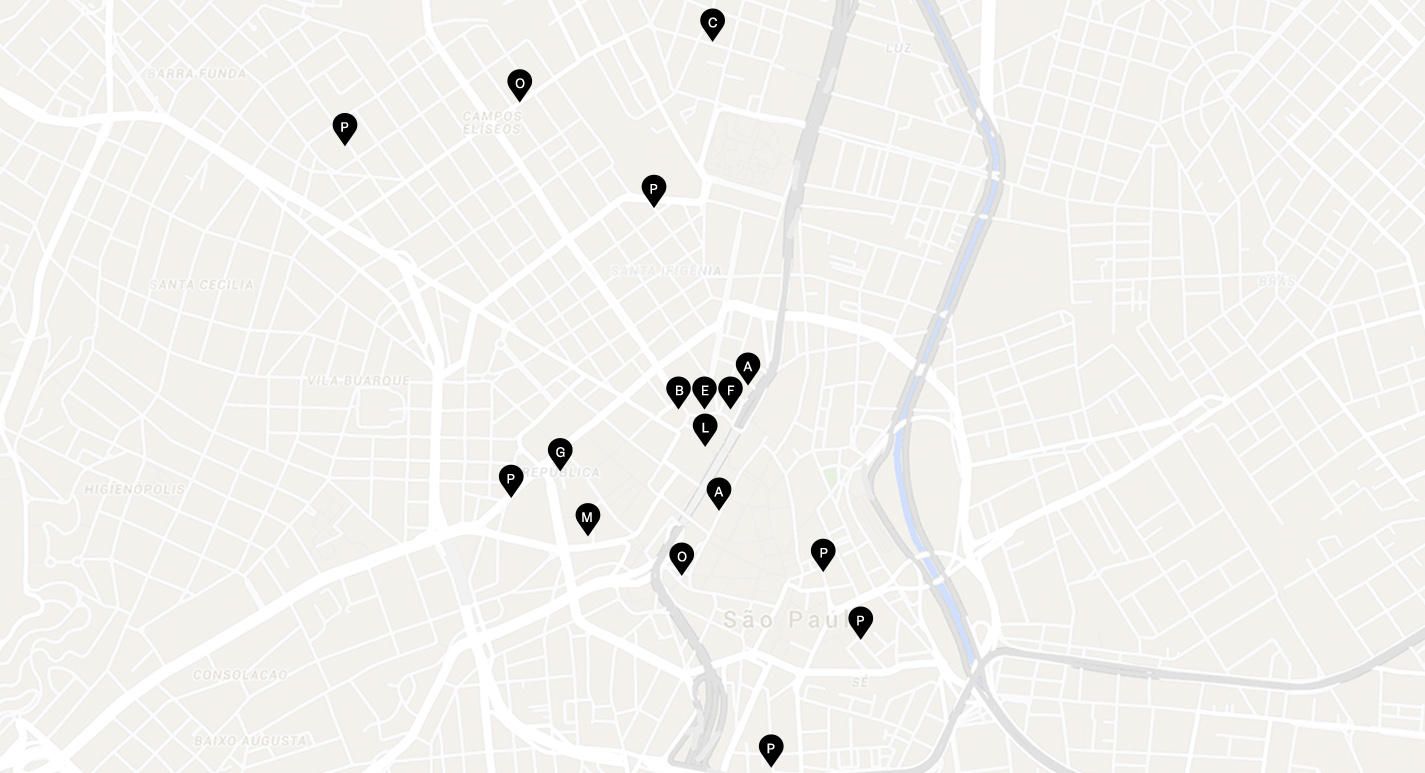 C
LUZ
BARRA FUNDA
O
CAMPOS
ELÍSEOS
P
P
SANTA IFIGÊNIA
BRÁS
SANTA CECÍLIA
A
VILA BUARQUE
B
E
F
L
G
REPÚBLICA
P
HIGIENÓPOLIS
A
M
O
P
São Paul
P
CONSOLAÇÃO
SÉ
BAIXO AUGUSTA
P